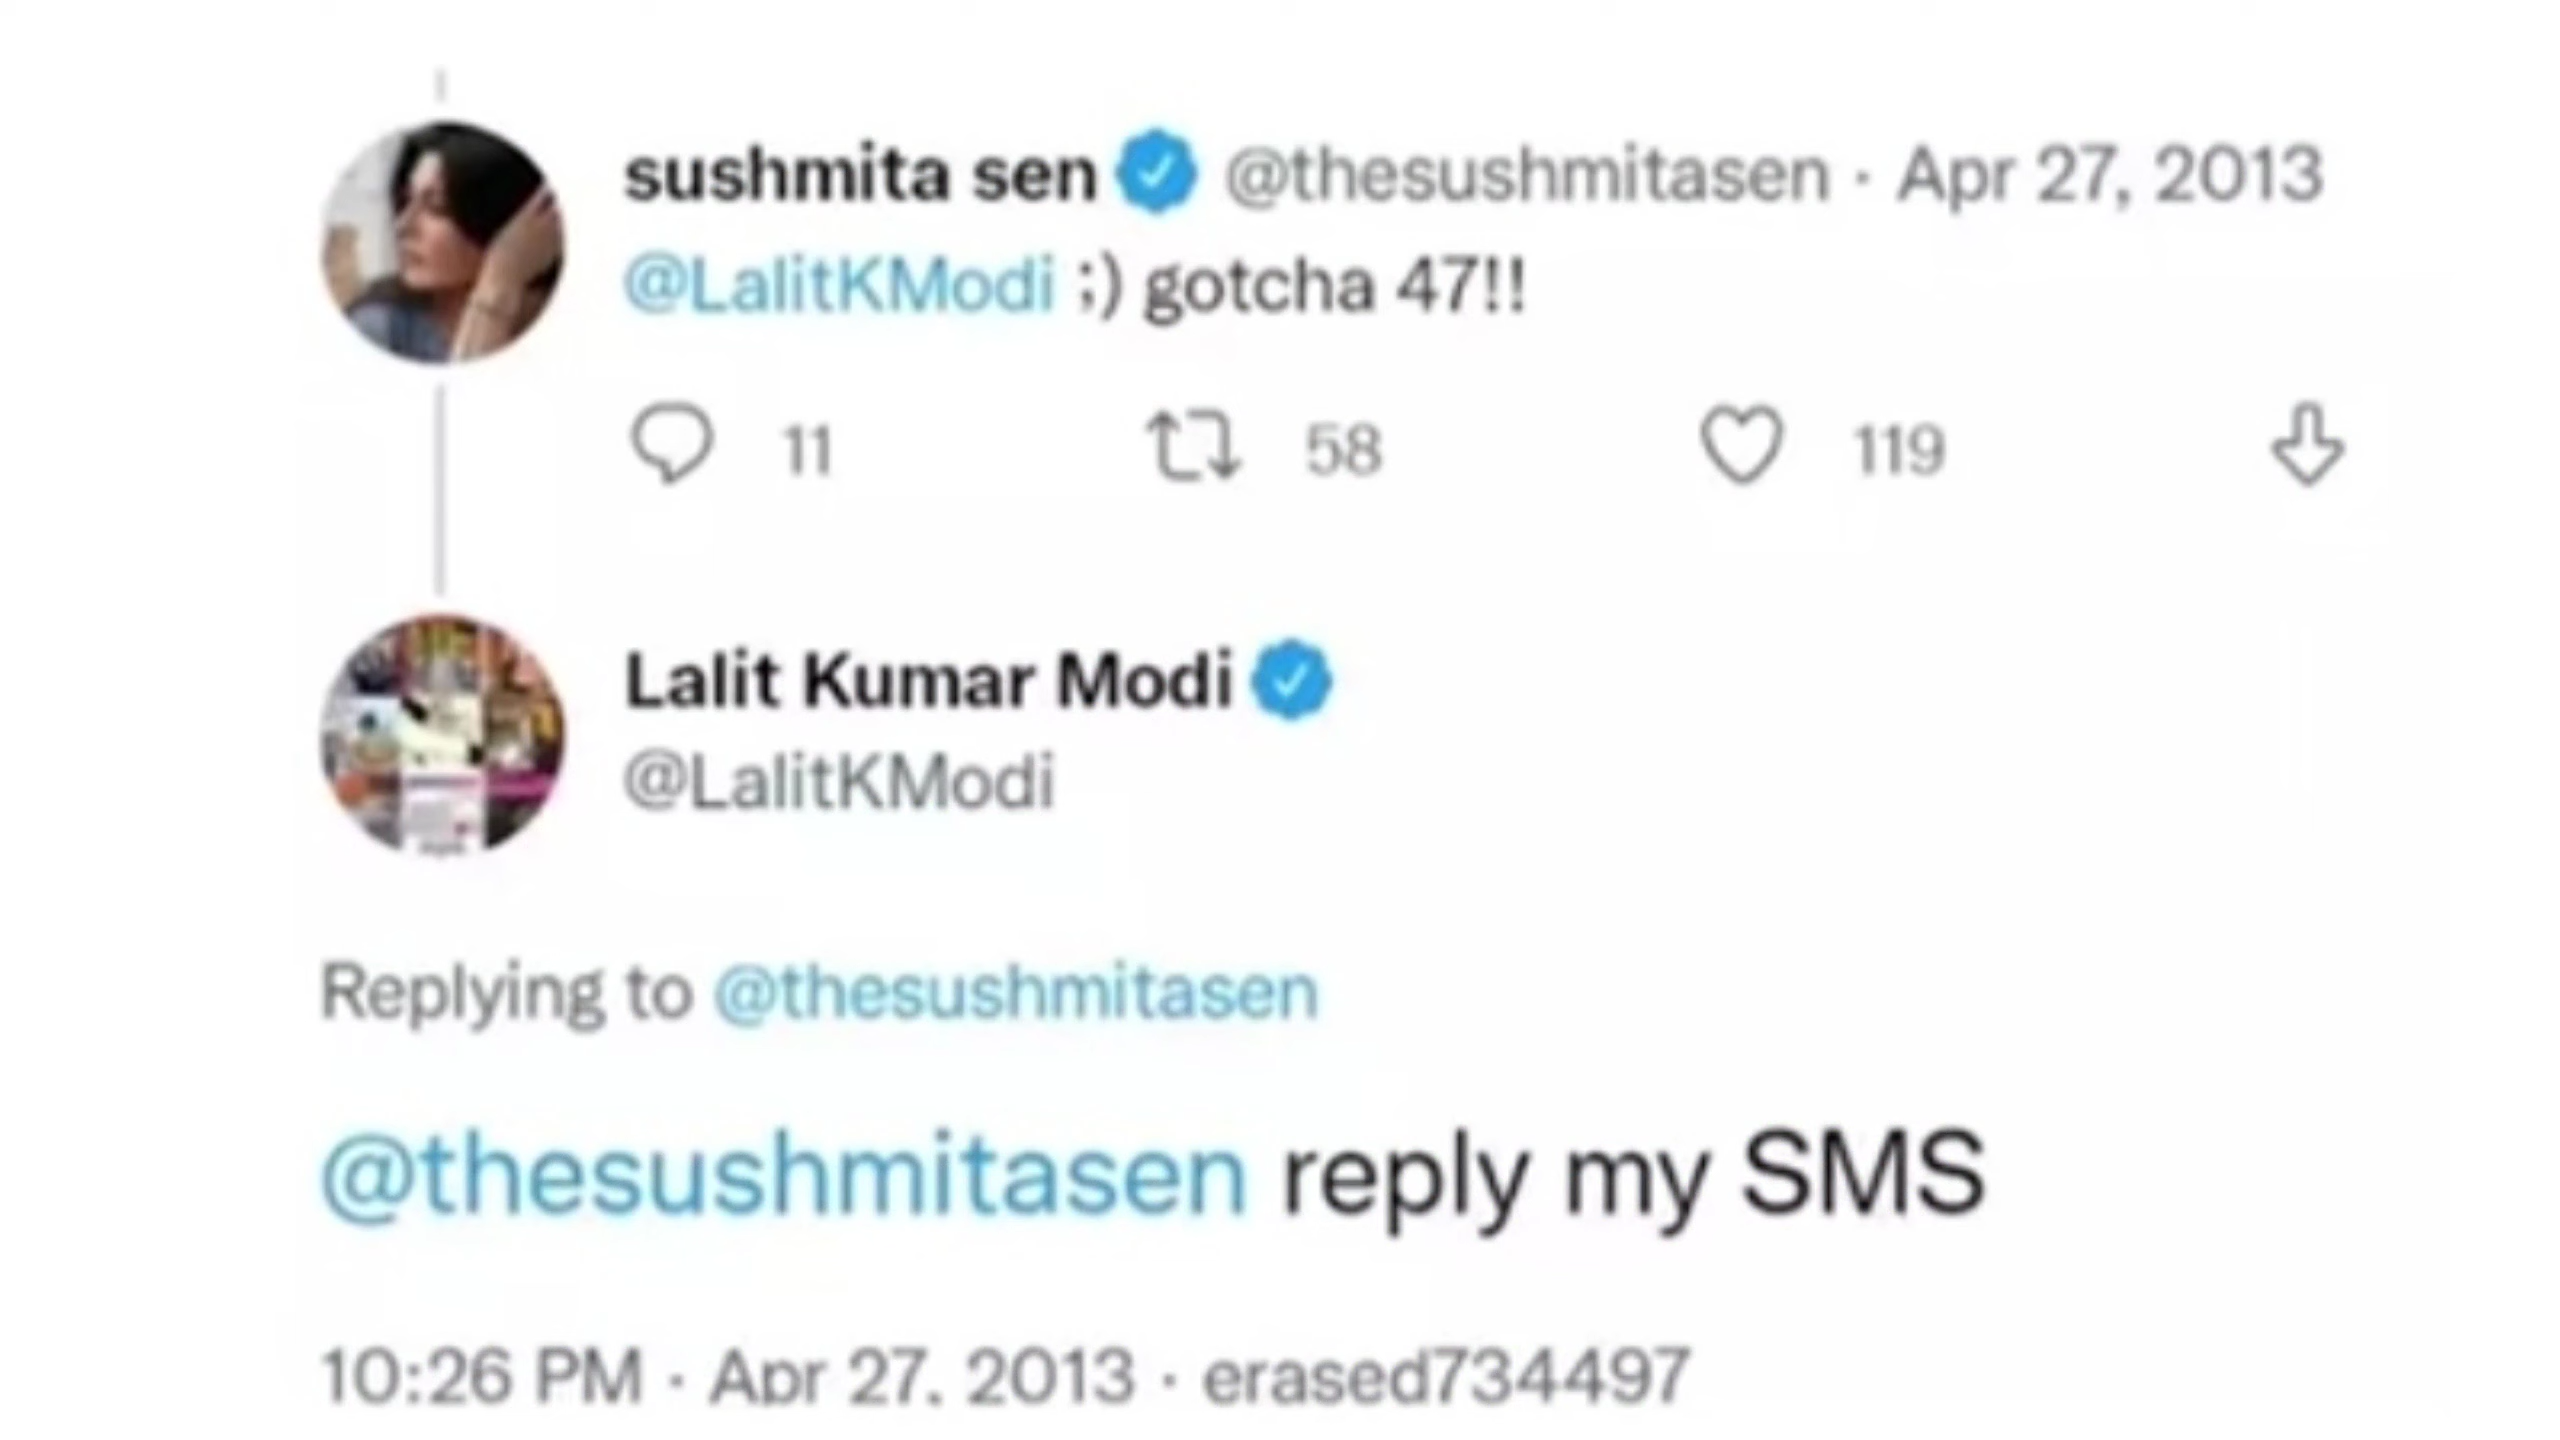 sushmita sen @thesushmitasen · Apr 27, 2013
@LalitKModi ;) gotcha 47!!
11 58 119
Lalit Kumar Modi
@LalitKModi
Replying to @thesushmitasen
@thesushmitasen reply my SMS
10:26 PM · Apr 27, 2013 · erased734497